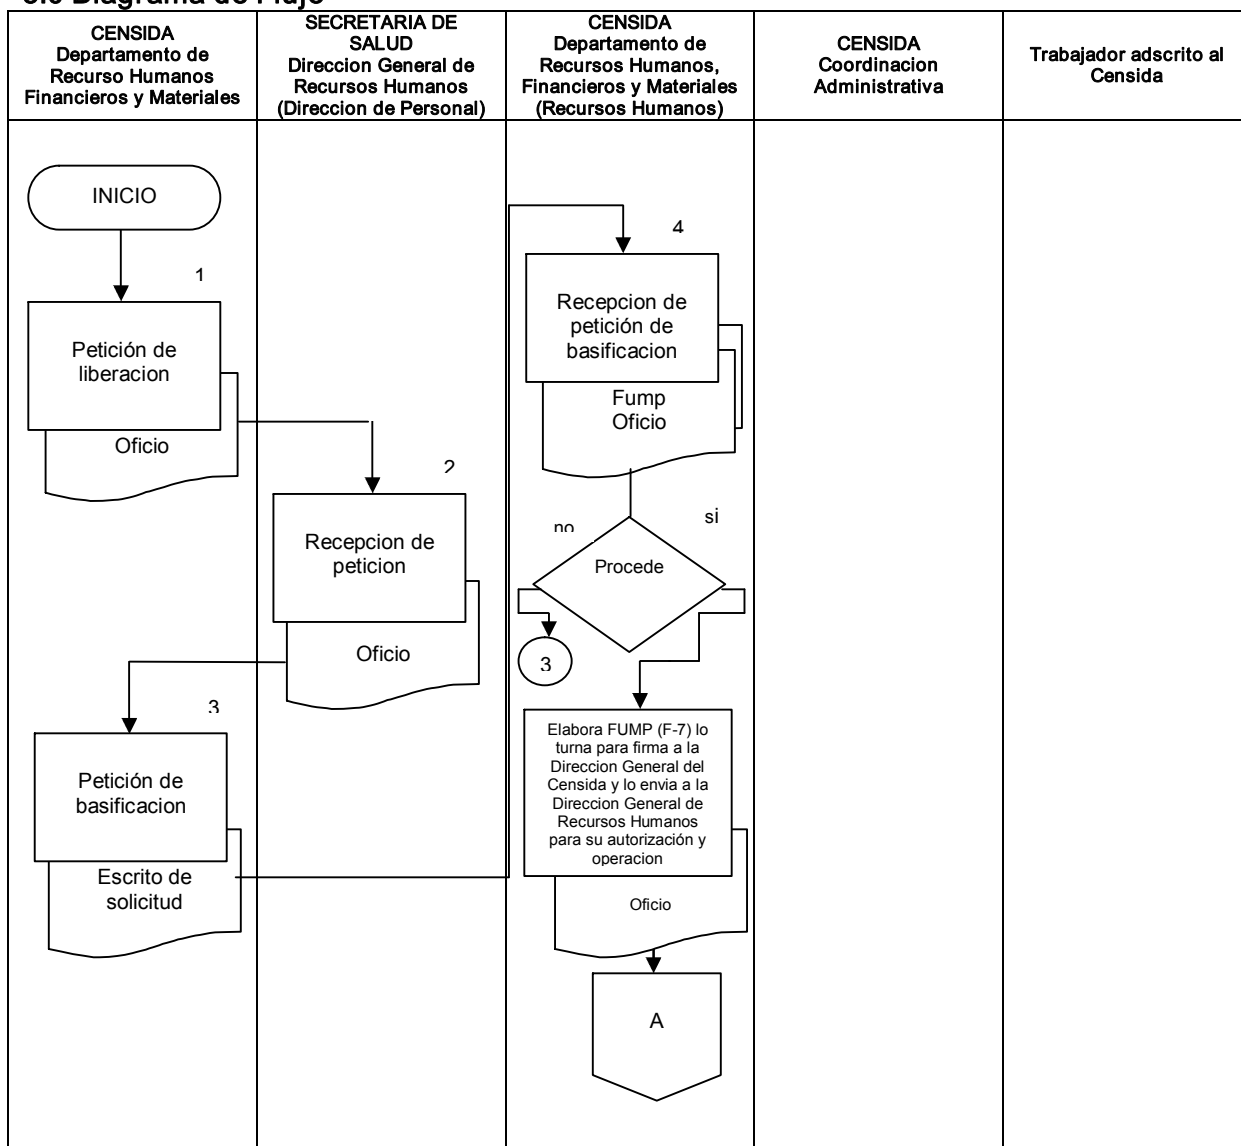 CENSIDA
Departamento de
Recurso Humanos
Financieros y Materiales
SECRETARIA DE
SALUD
Direccion General de
Recursos Humanos
(Direccion de Personal)
CENSIDA
Departamento de
Recursos Humanos,
Financieros y Materiales
(Recursos Humanos)
CENSIDA
Coordinacion
Administrativa
Trabajador adscrito al
Censida
INICIO
1
Petición de
liberacion
Oficio
2
Recepcion de
peticion
Oficio
3
Petición de
basificacion
Escrito de
solicitud
4
Recepcion de
petición de
basificacion
Fump
Oficio
no
si
Procede
3
Elabora FUMP (F-7) lo
turna para firma a la
Direccion General del
Censida y lo envia a la
Direccion General de
Recursos Humanos
para su autorización y
operacion
Oficio
A